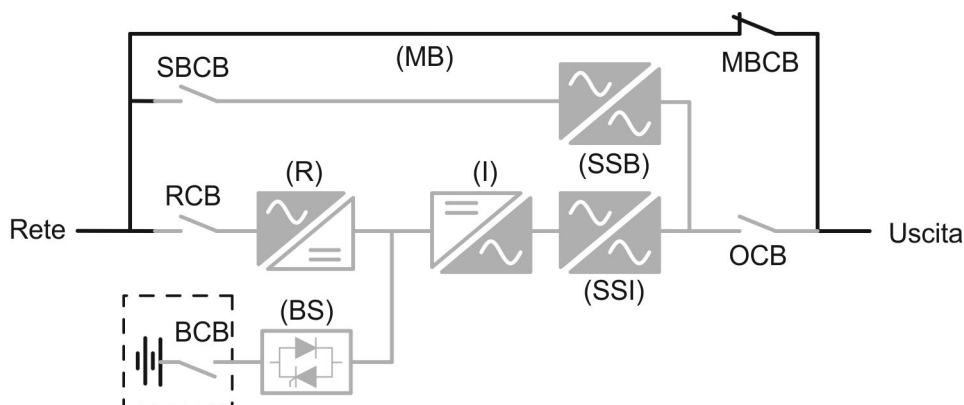 (MB)
MBCB
SBCB
(SSB)
(R)
(I)
RCB
Rete
Uscita
OCB
(SSI)
(BS)
BCB